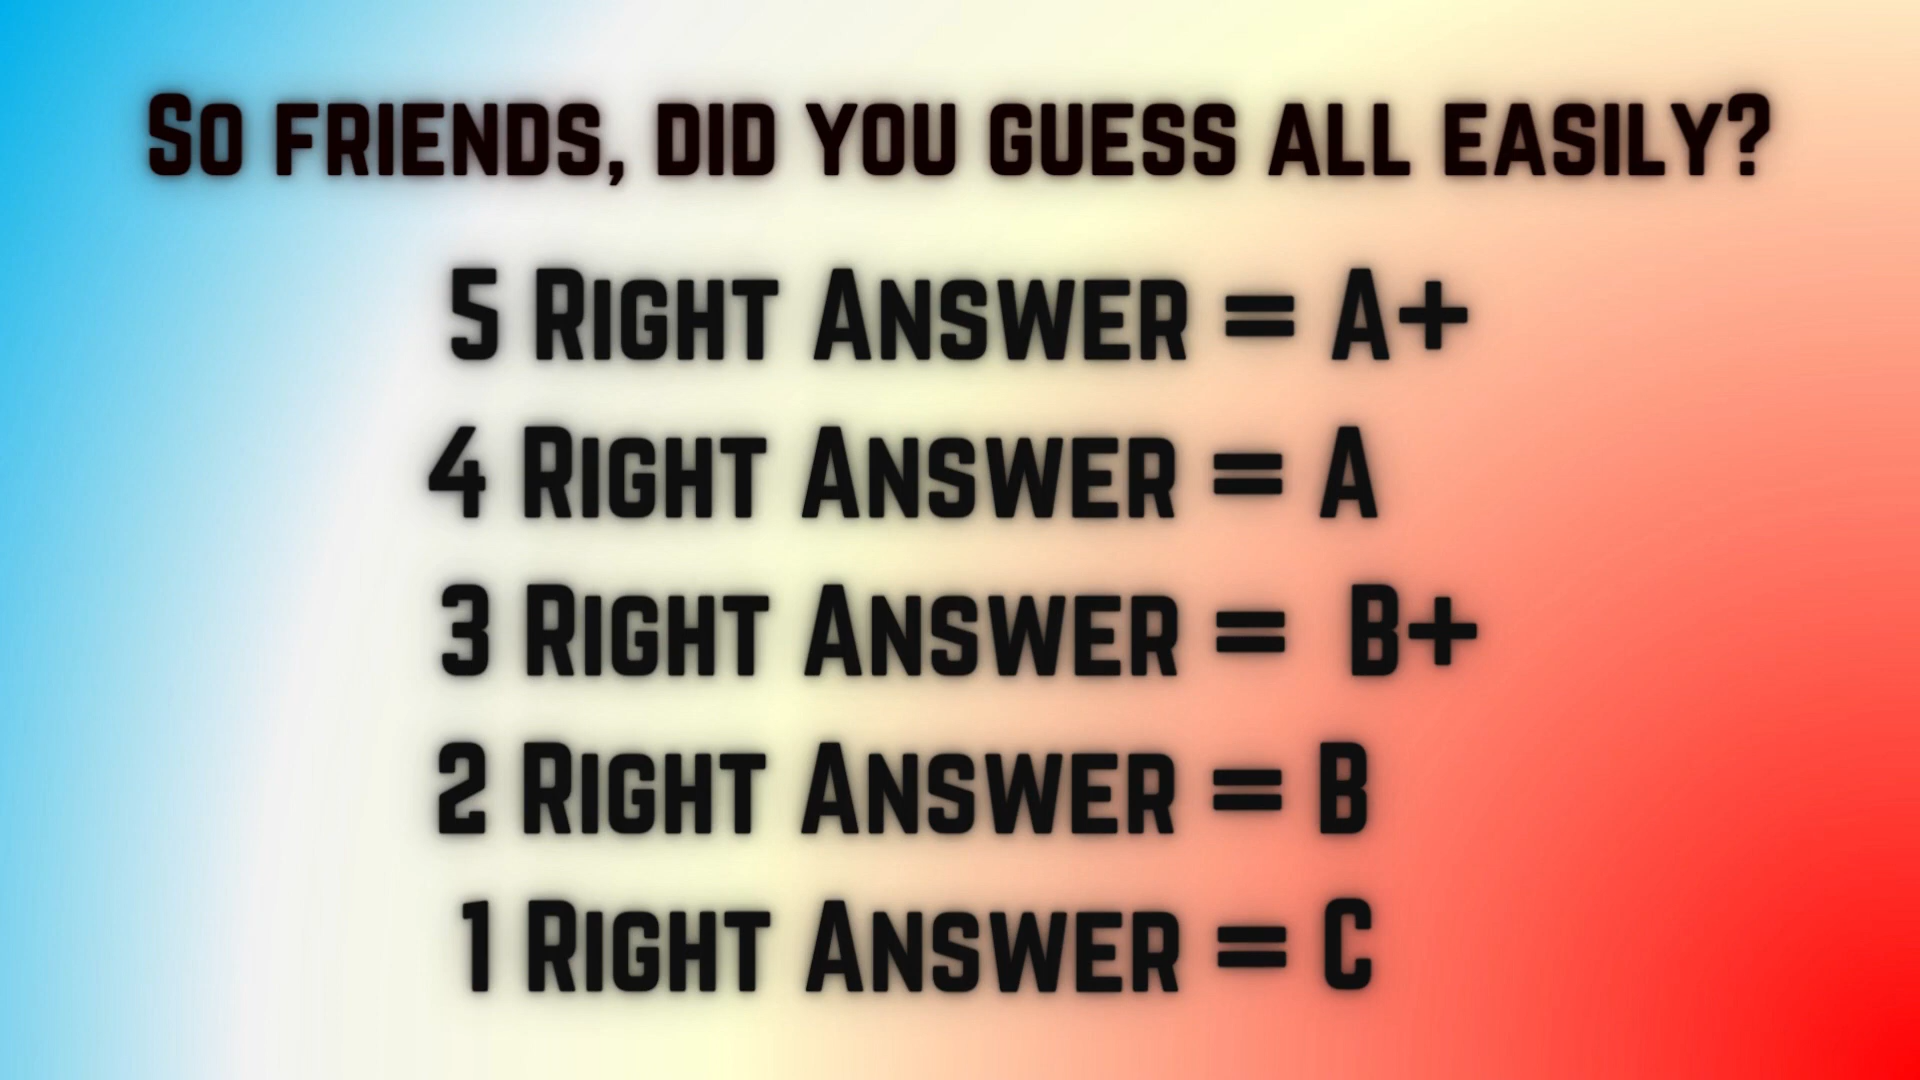 So friends, did you guess all easily?
5 Right Answer = A+
4 Right Answer = A
3 Right Answer = B+
2 Right Answer = B
1 Right Answer = C